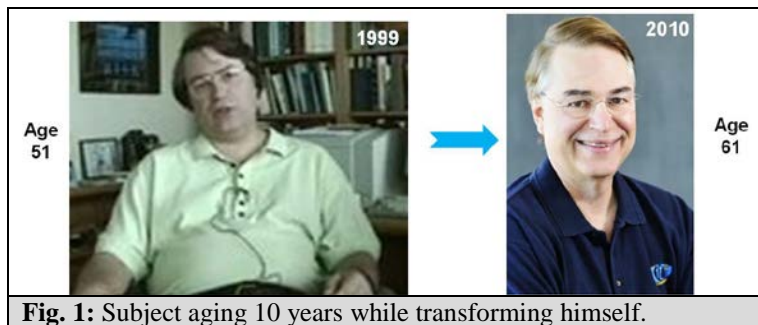 1999
Age
51
2010
Age
61
Fig. 1: Subject aging 10 years while transforming himself.